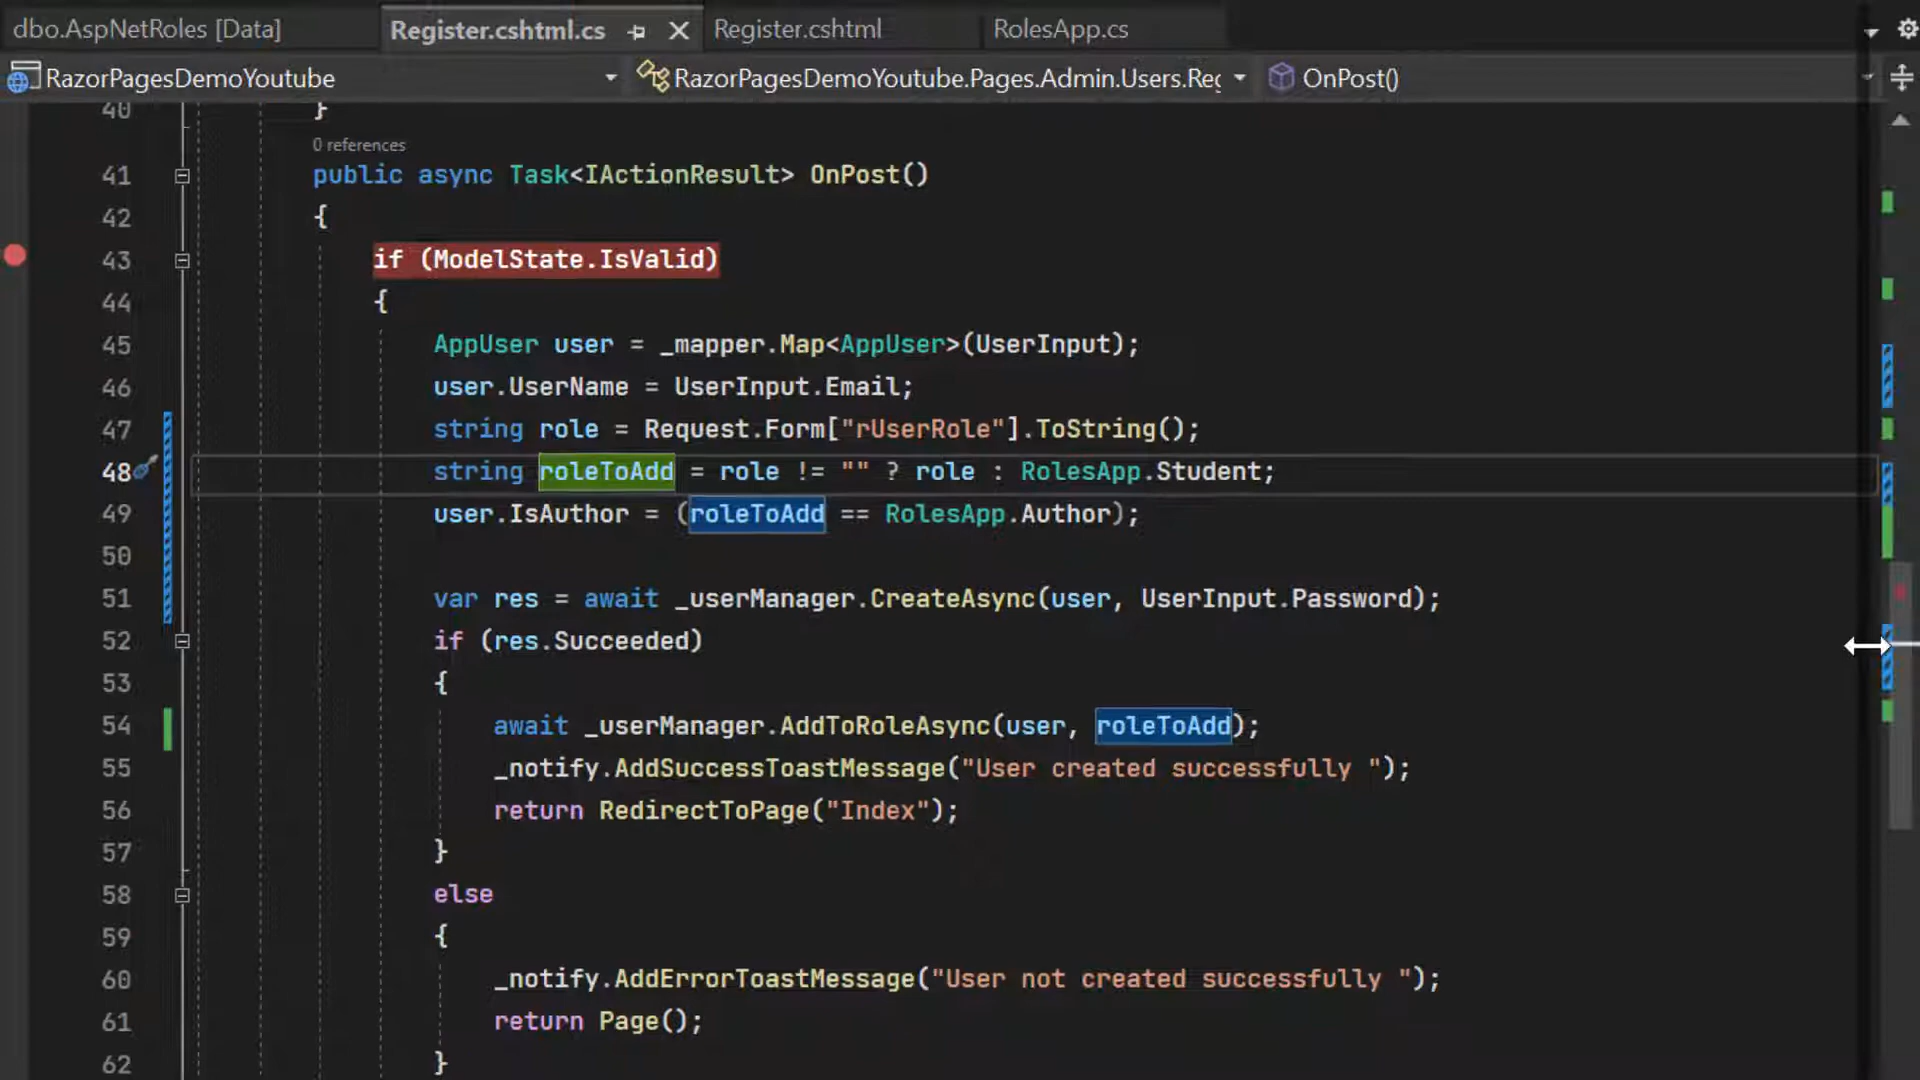 dbo.AspNetRoles [Data] Register.cshtml.cs Register.cshtml RolesApp.cs
RazorPagesDemoYoutube RazorPagesDemoYoutube.Pages.Admin.Users.Reg OnPost()
40 }
0 references
41 public async Task<IActionResult> OnPost()
42 {
43 if (ModelState.IsValid)
44 {
45 AppUser user = _mapper.Map<AppUser>(UserInput);
46 user.UserName = UserInput.Email;
47 string role = Request.Form["rUserRole"].ToString();
48 string roleToAdd = role != "" ? role : RolesApp.Student;
49 user.IsAuthor = (roleToAdd == RolesApp.Author);
50
51 var res = await _userManager.CreateAsync(user, UserInput.Password);
52 if (res.Succeeded)
53 {
54 await _userManager.AddToRoleAsync(user, roleToAdd);
55 _notify.AddSuccessToastMessage("User created successfully ");
56 return RedirectToPage("Index");
57 }
58 else
59 {
60 _notify.AddErrorToastMessage("User not created successfully ");
61 return Page();
62 }